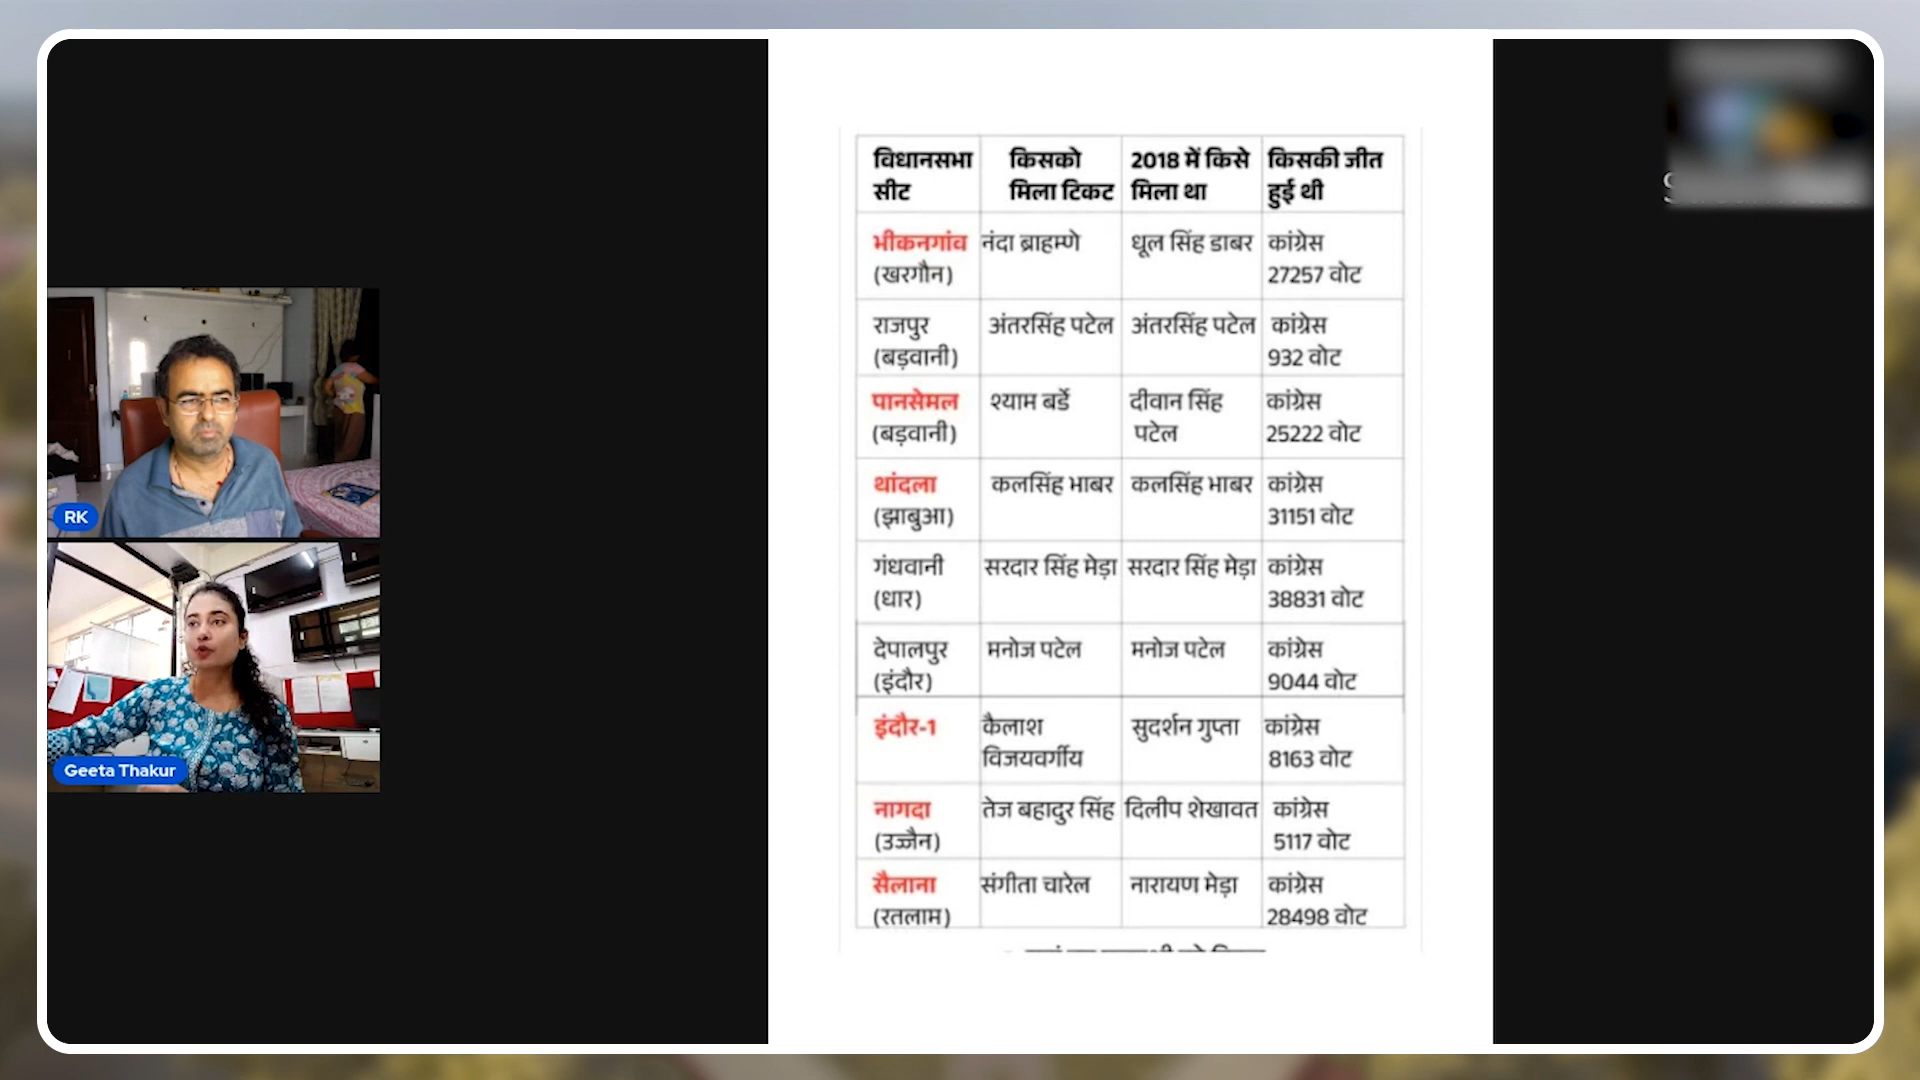 विधानसभा सीट | किसको मिला टिकट | 2018 में किसे मिला था | किसकी जीत हुई थी
भीकनगांव (खरगौन) | नंदा ब्राहम्णे | धूल सिंह डाबर | कांग्रेस 27257 वोट
राजपुर (बड़वानी) | अंतरसिंह पटेल | अंतरसिंह पटेल | कांग्रेस 932 वोट
पानसेमल (बड़वानी) | श्याम बर्डे | दीवान सिंह पटेल | कांग्रेस 25222 वोट
थांदला (झाबुआ) | कलसिंह भाबर | कलसिंह भाबर | कांग्रेस 31151 वोट
गंधवानी (धार) | सरदार सिंह मेड़ा | सरदार सिंह मेड़ा | कांग्रेस 38831 वोट
देपालपुर (इंदौर) | मनोज पटेल | मनोज पटेल | कांग्रेस 9044 वोट
इंदौर-1 | कैलाश विजयवर्गीय | सुदर्शन गुप्ता | कांग्रेस 8163 वोट
नागदा (उज्जैन) | तेज बहादुर सिंह | दिलीप शेखावत | कांग्रेस 5117 वोट
सैलाना (रतलाम) | संगीता चारेल | नारायण मेड़ा | कांग्रेस 28498 वोट
RK
Geeta Thakur